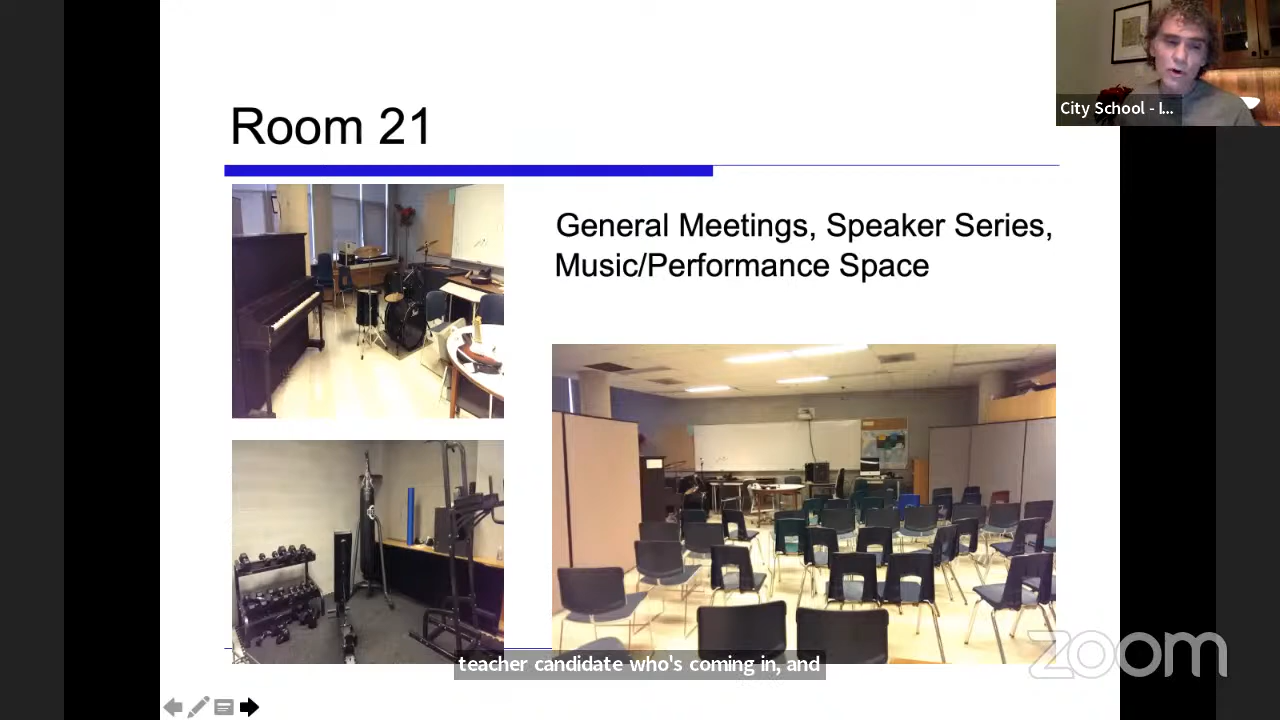 City School - I...
Room 21
General Meetings, Speaker Series,
Music/Performance Space
teacher candidate who's coming in, and
zoom